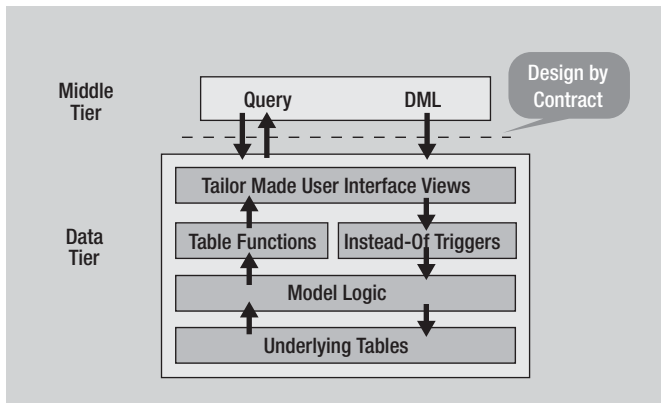 Middle
Tier
Query
DML
Design by
Contract
Tailor Made User Interface Views
Data
Tier
Table Functions
Instead-Of Triggers
Model Logic
Underlying Tables